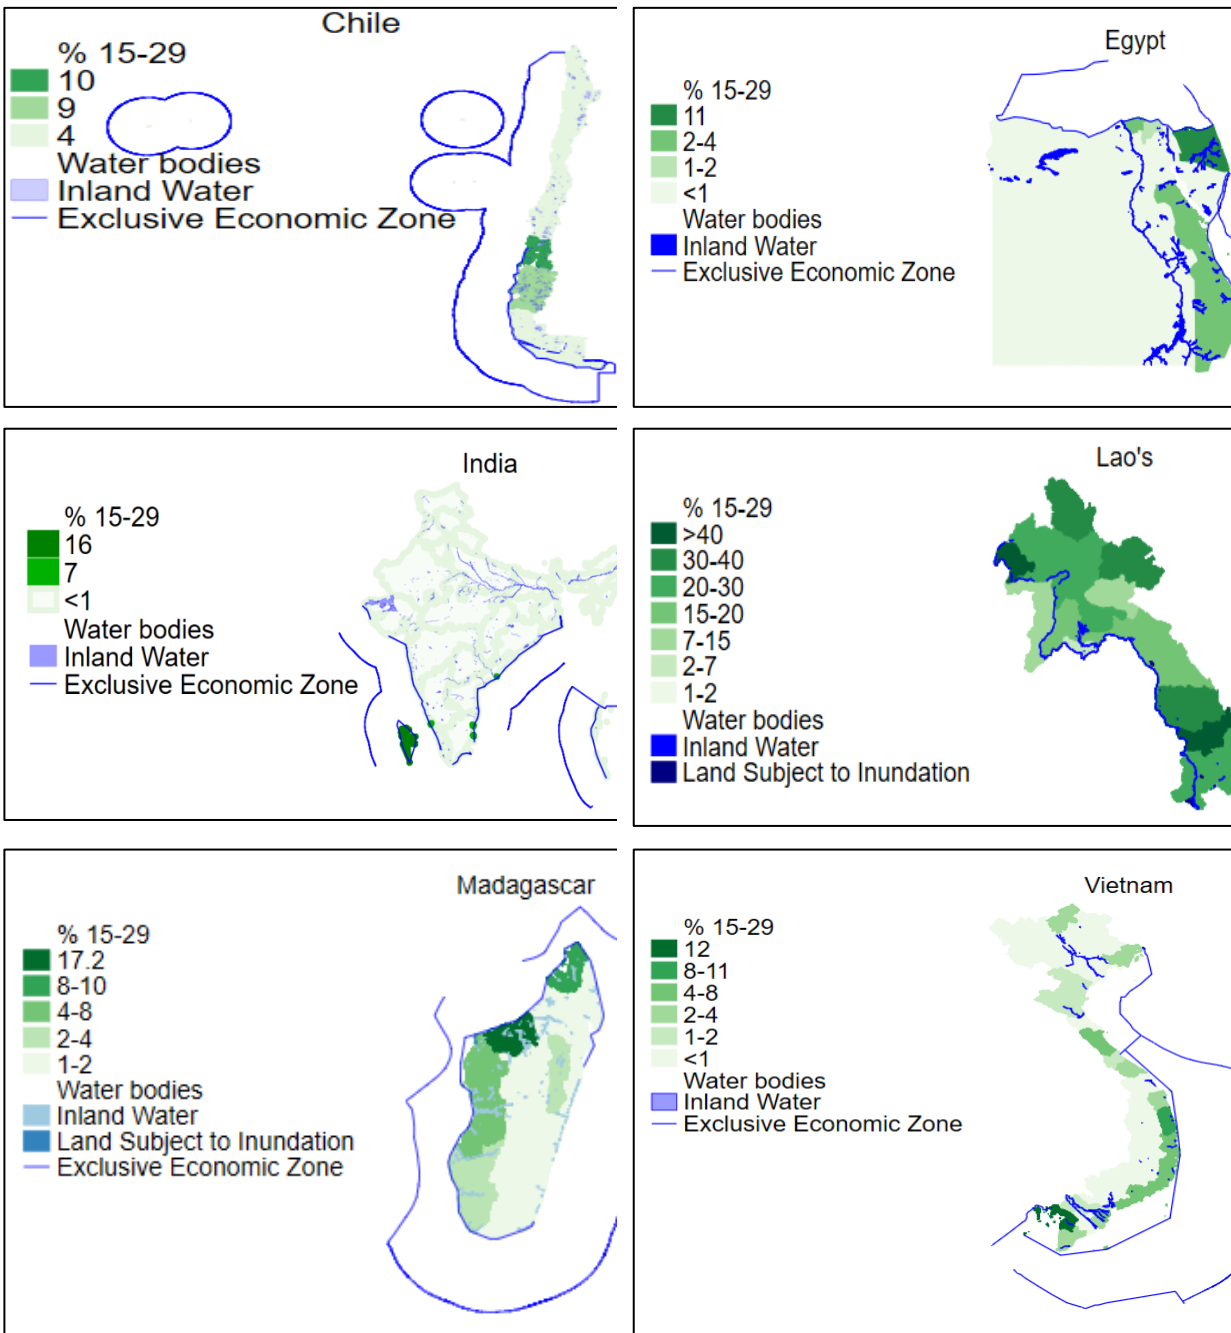 Chile
% 15-29
10
9
4
Water bodies
Inland Water
Exclusive Economic Zone
Egypt
% 15-29
11
2-4
1-2
<1
Water bodies
Inland Water
Exclusive Economic Zone
India
% 15-29
16
7
<1
Water bodies
Inland Water
Exclusive Economic Zone
Lao's
% 15-29
>40
30-40
20-30
15-20
7-15
2-7
1-2
Water bodies
Inland Water
Land Subject to Inundation
Madagascar
% 15-29
17.2
8-10
4-8
2-4
1-2
Water bodies
Inland Water
Land Subject to Inundation
Exclusive Economic Zone
Vietnam
% 15-29
12
8-11
4-8
2-4
1-2
<1
Water bodies
Inland Water
Exclusive Economic Zone